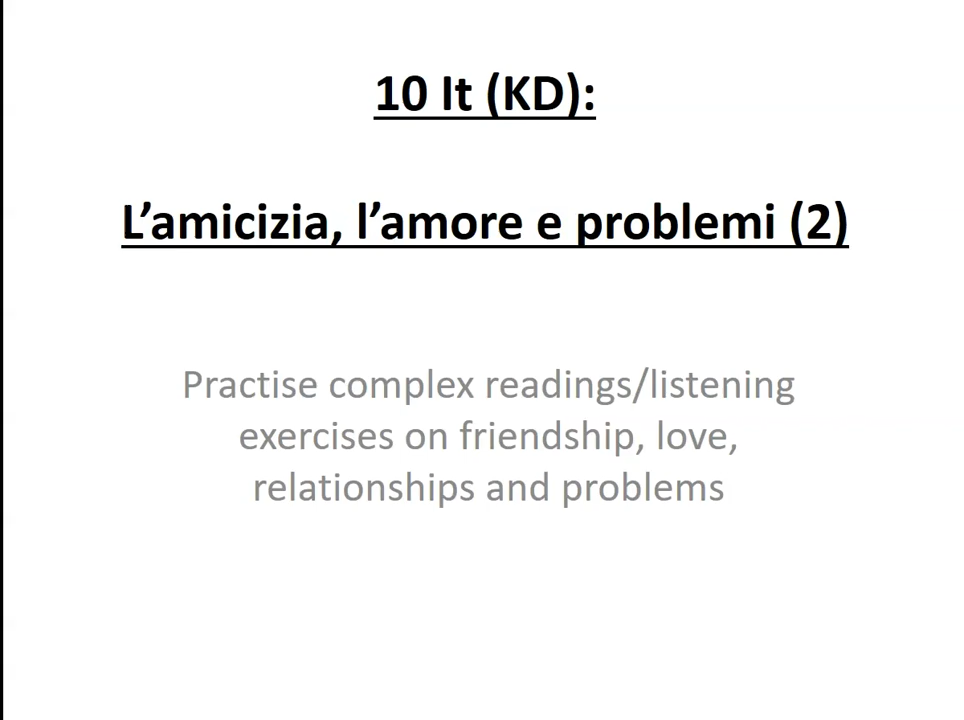 10 It (KD):
L’amicizia, l’amore e problemi (2)
Practise complex readings/listening
exercises on friendship, love,
relationships and problems